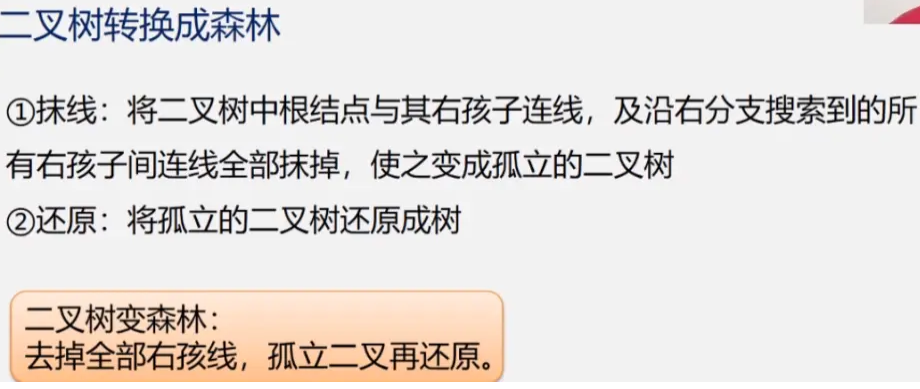 二叉树转换成森林
①抹线：将二叉树中根结点与其右孩子连线，及沿右分支搜索到的所
有右孩子间连线全部抹掉，使之变成孤立的二叉树
②还原：将孤立的二叉树还原成树
二叉树变森林：
去掉全部右孩线，孤立二叉再还原。